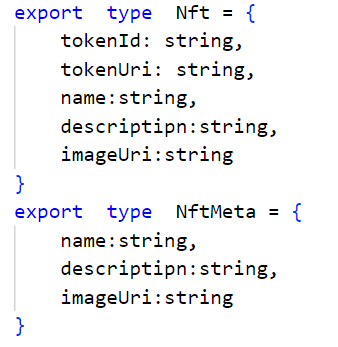 export  type  Nft = {
    tokenId: string,
    tokenUri: string,
    name:string,
    descriptipn:string,
    imageUri:string
}
export  type  NftMeta = {
    name:string,
    descriptipn:string,
    imageUri:string
}